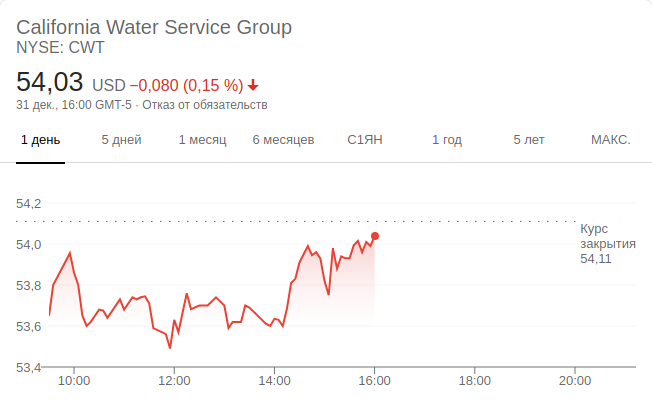 California Water Service Group
NYSE: CWT
54,03 USD −0,080 (0,15 %)
31 дек., 16:00 GMT-5 · Отказ от обязательств
1 день 5 дней 1 месяц 6 месяцев С1ЯН 1 год 5 лет МАКС.
54,2
54,0
53,8
53,6
53,4
Курс
закрытия
54,11
10:00 12:00 14:00 16:00 18:00 20:00